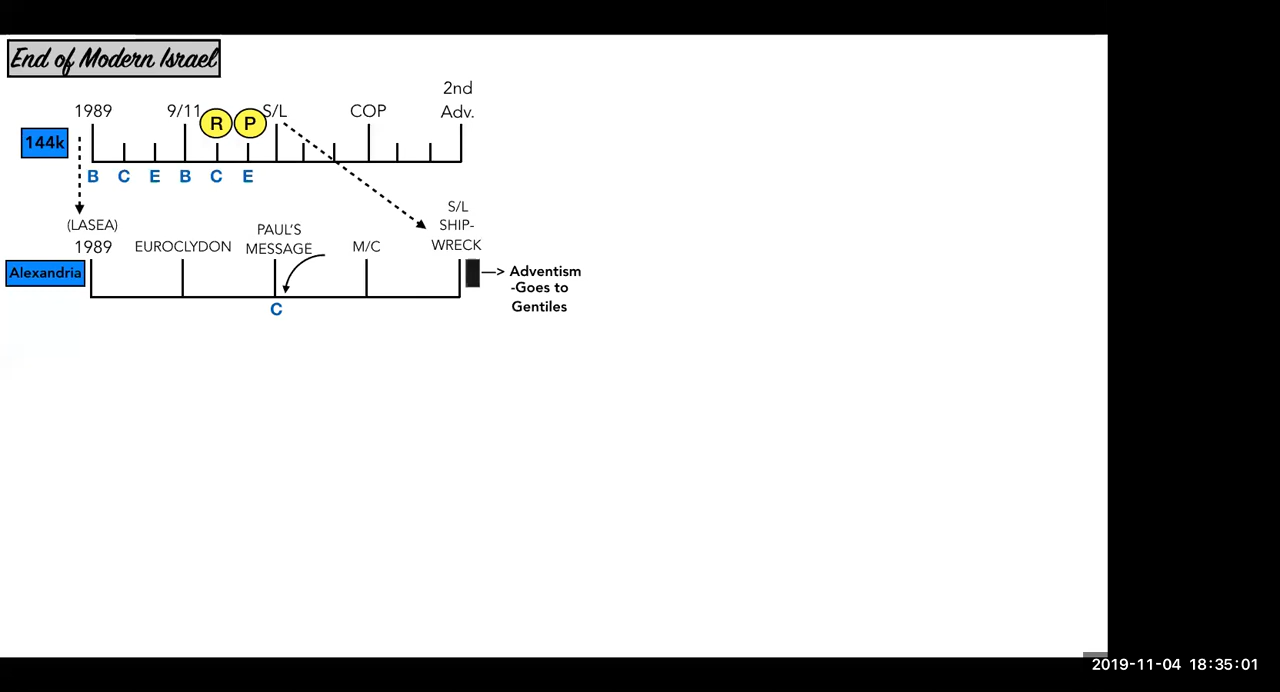 End of Modern Israel
2nd
1989 9/11 R P S/L COP Adv.
144k
B C E B C E
S/L
(LASEA) PAUL'S SHIP-
1989 EUROCLYDON MESSAGE M/C WRECK
Alexandria —> Adventism
-Goes to
C Gentiles
2019-11-04 18:35:01